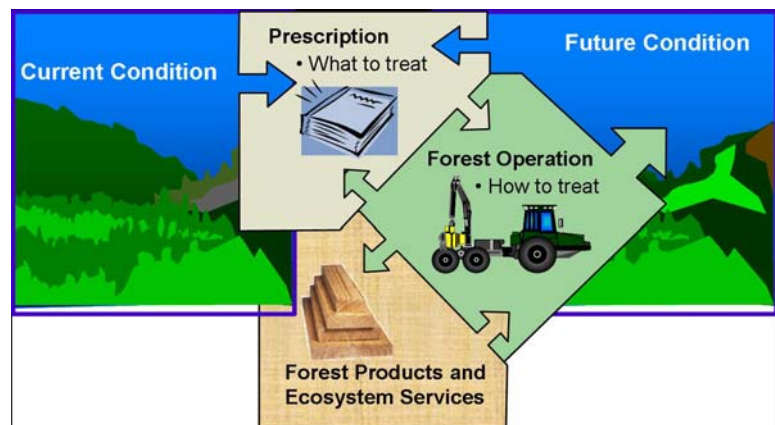 Current Condition
Prescription
• What to treat
Future Condition
Forest Operation
• How to treat
Forest Products and
Ecosystem Services